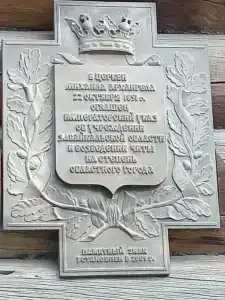 В ЦЕРКВИ
МИХАИЛА АРХАНГЕЛА
22 ОКТЯБРЯ 1851 г.
ОГЛАШЕН
ИМПЕРАТОРСКИЙ УКАЗ
ОБ УЧРЕЖДЕНИИ
ЗАБАЙКАЛЬСКОЙ ОБЛАСТИ
И ВОЗВЕДЕНИИ ЧИТЫ
НА СТЕПЕНЬ
ОБЛАСТНОГО ГОРОДА
ПАМЯТНЫЙ ЗНАК
УСТАНОВЛЕН В 2001 г.